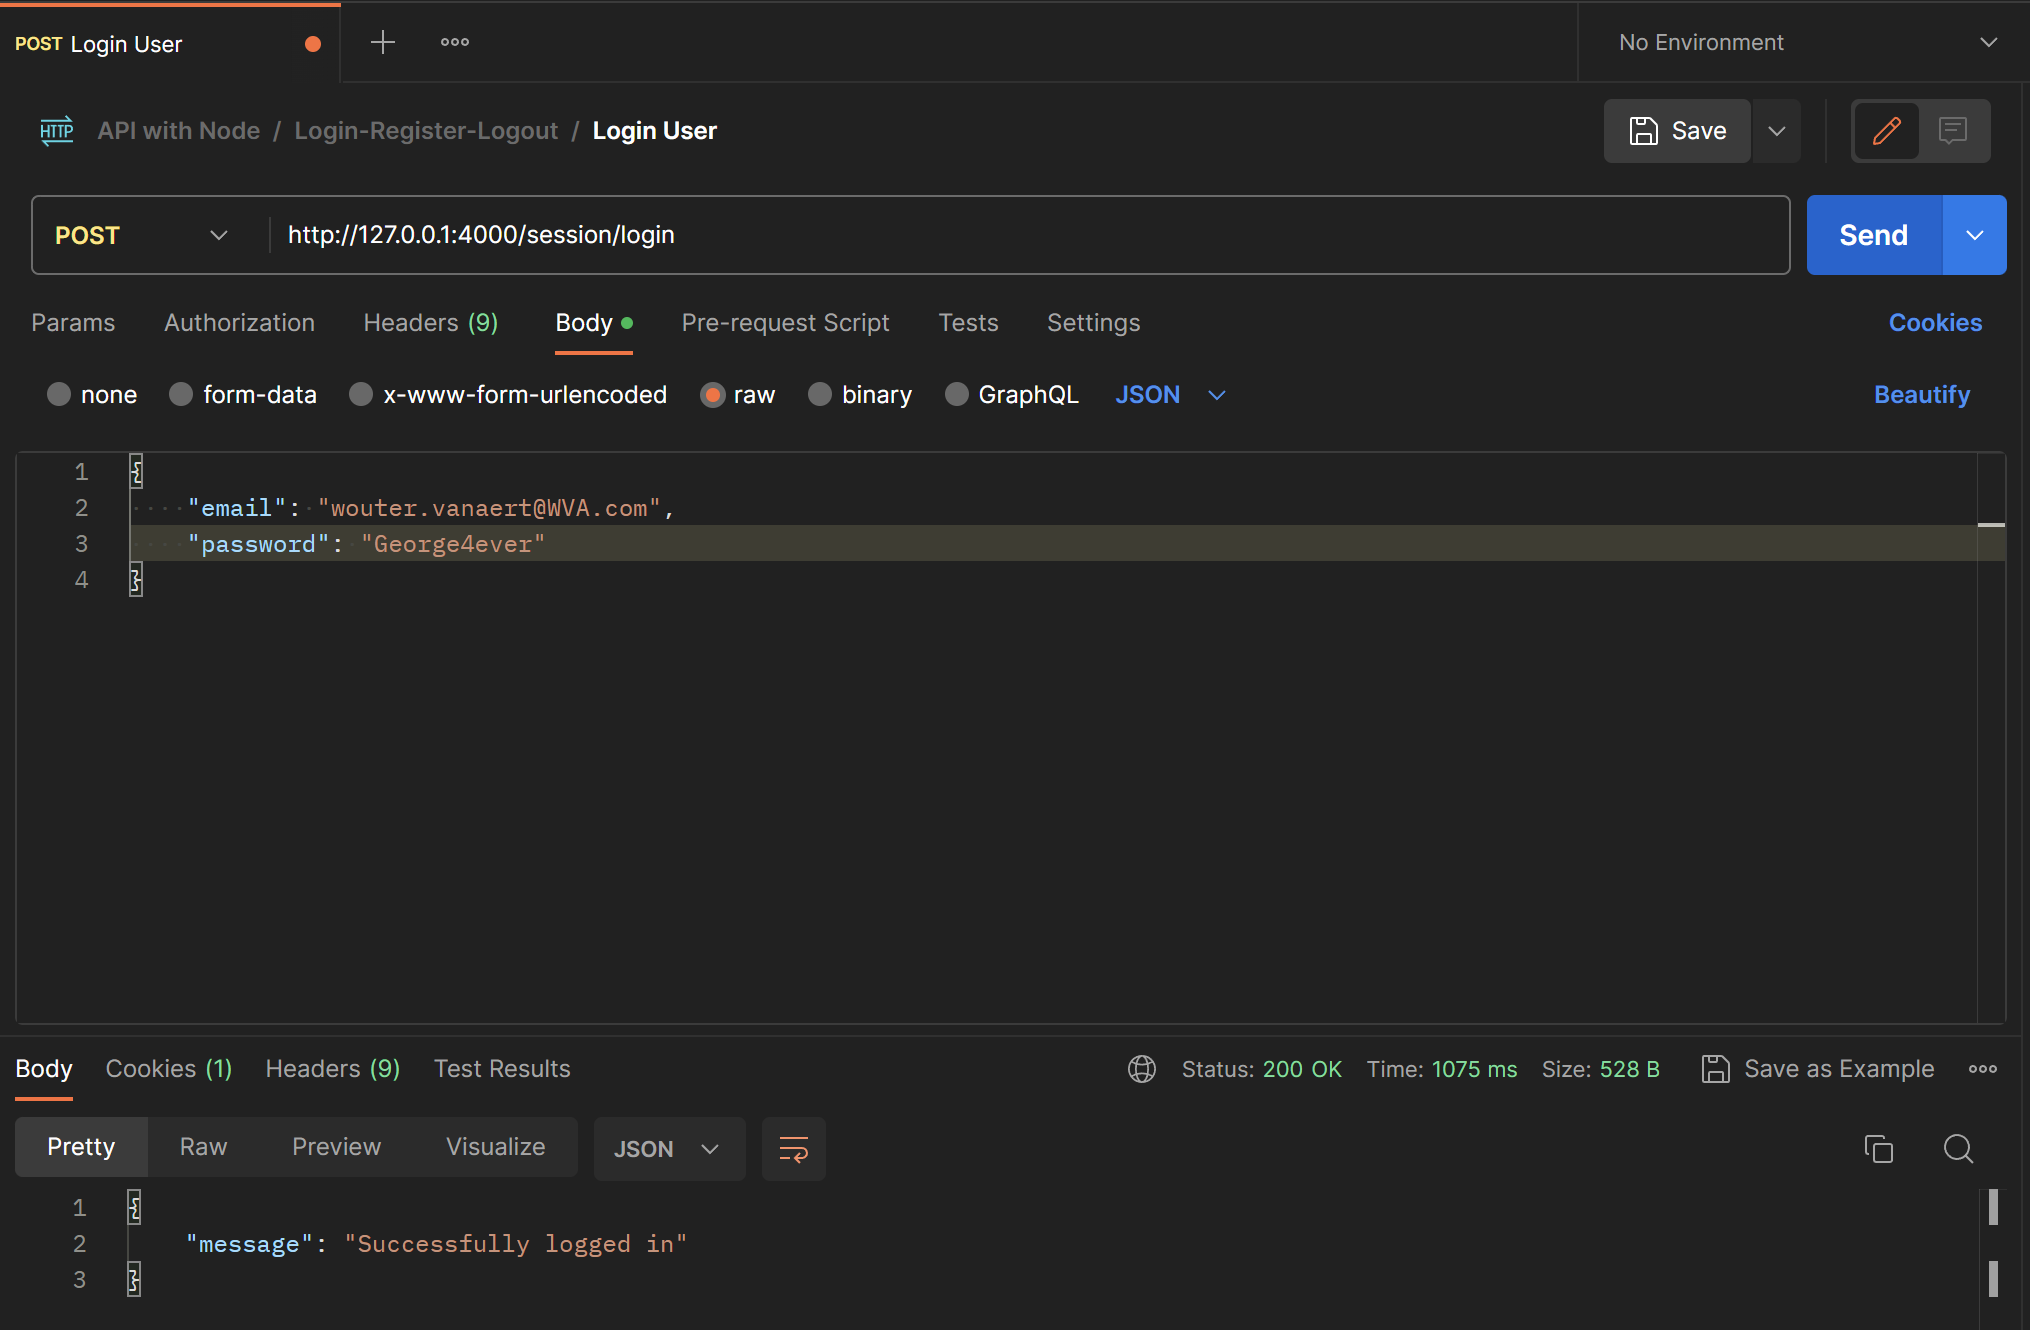 POST Login User
No Environment
HTTP API with Node / Login-Register-Logout / Login User
Save
POST http://127.0.0.1:4000/session/login
Send
Params Authorization Headers (9) Body Pre-request Script Tests Settings Cookies
none form-data x-www-form-urlencoded raw binary GraphQL JSON Beautify
1 {
2 "email": "wouter.vanaert@WVA.com",
3 "password": "George4ever"
4 }
Body Cookies (1) Headers (9) Test Results Status: 200 OK Time: 1075 ms Size: 528 B Save as Example
Pretty Raw Preview Visualize JSON
1 {
2 "message": "Successfully logged in"
3 }